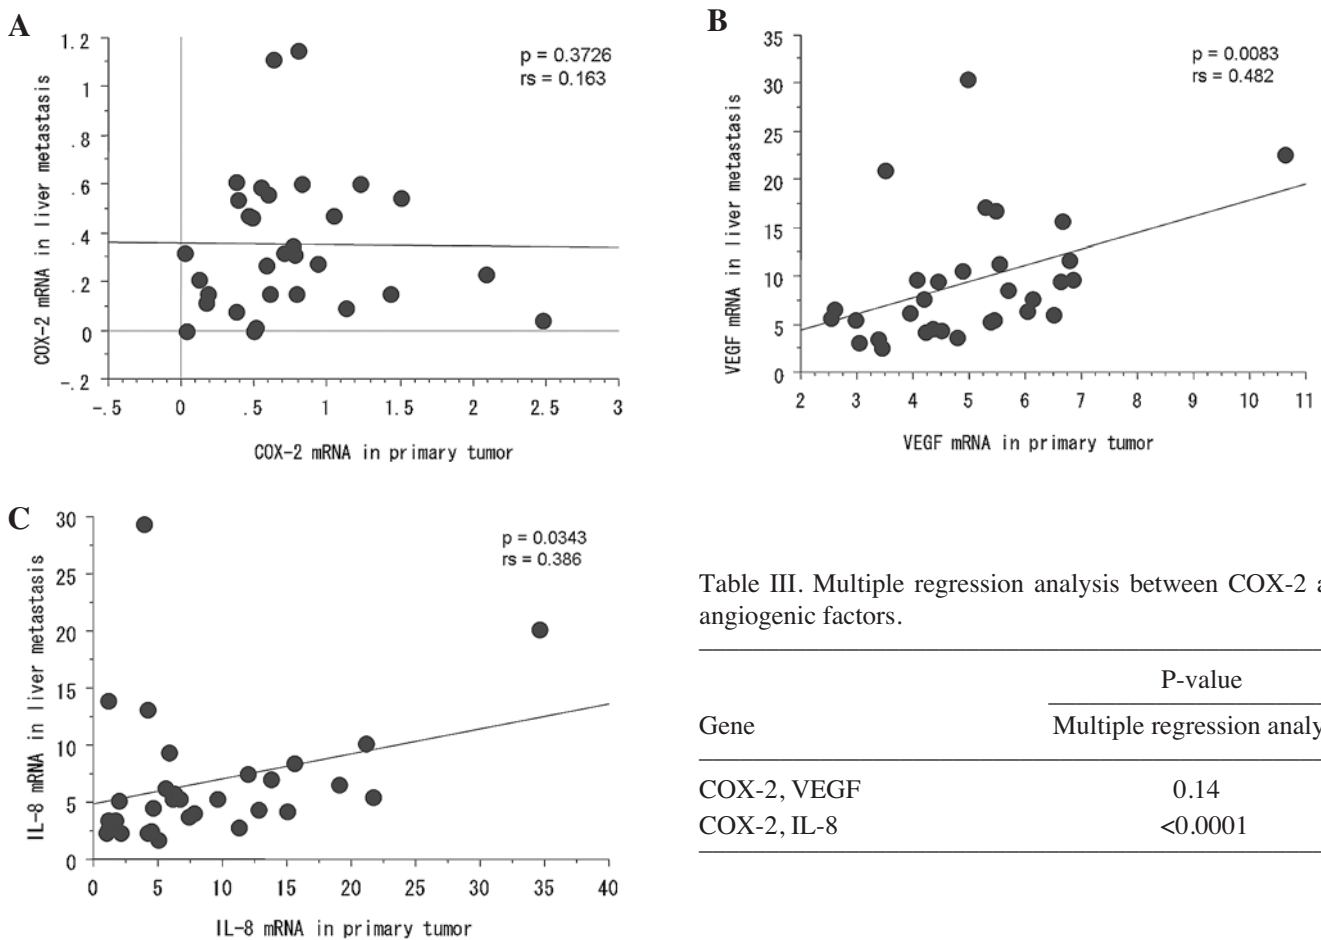 A
1.2
1
.8
.6
.4
.2
0
-.2
COX-2 mRNA in liver metastasis
p = 0.3726
rs = 0.163
-.5 0 .5 1 1.5 2 2.5 3
COX-2 mRNA in primary tumor
B
35
30
25
20
15
10
5
0
VEGF mRNA in liver metastasis
p = 0.0083
rs = 0.482
2 3 4 5 6 7 8 9 10 11
VEGF mRNA in primary tumor
C
30
25
20
15
10
5
0
IL-8 mRNA in liver metastasis
p = 0.0343
rs = 0.386
0 5 10 15 20 25 30 35 40
IL-8 mRNA in primary tumor
Table III. Multiple regression analysis between COX-2 a
angiogenic factors.
P-value
Gene Multiple regression analy
COX-2, VEGF 0.14
COX-2, IL-8 <0.0001